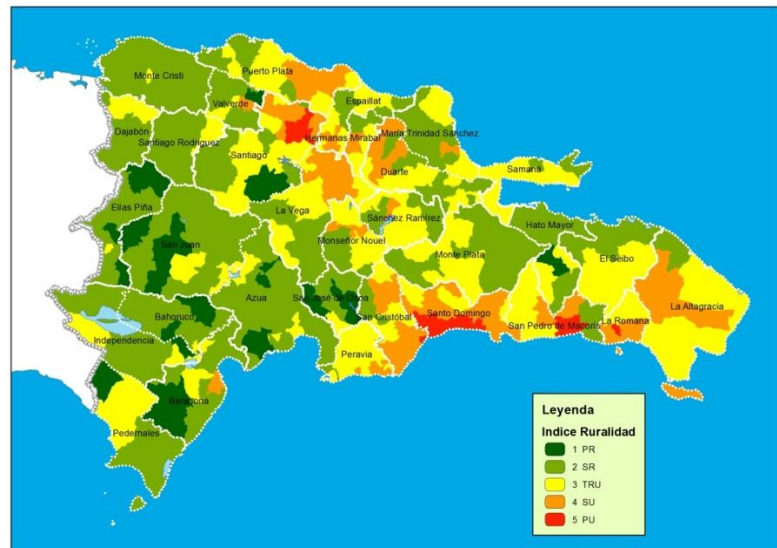 Monte Cristi
Puerto Plata
Valverde
Espaillat
Dajabón
Santiago Rodríguez
Santiago
Hermanas Mirabal
María Trinidad Sánchez
Duarte
Samaná
Elías Piña
La Vega
Sánchez Ramírez
San Juan
Monseñor Nouel
Hato Mayor
Monte Plata
El Seibo
Azua
San José de Ocoa
Bahoruco
San Cristóbal
Santo Domingo
San Pedro de Macorís
La Romana
La Altagracia
Independencia
Peravia
Barahona
Pedernales
Leyenda
Indice Ruralidad
1 PR
2 SR
3 TRU
4 SU
5 PU